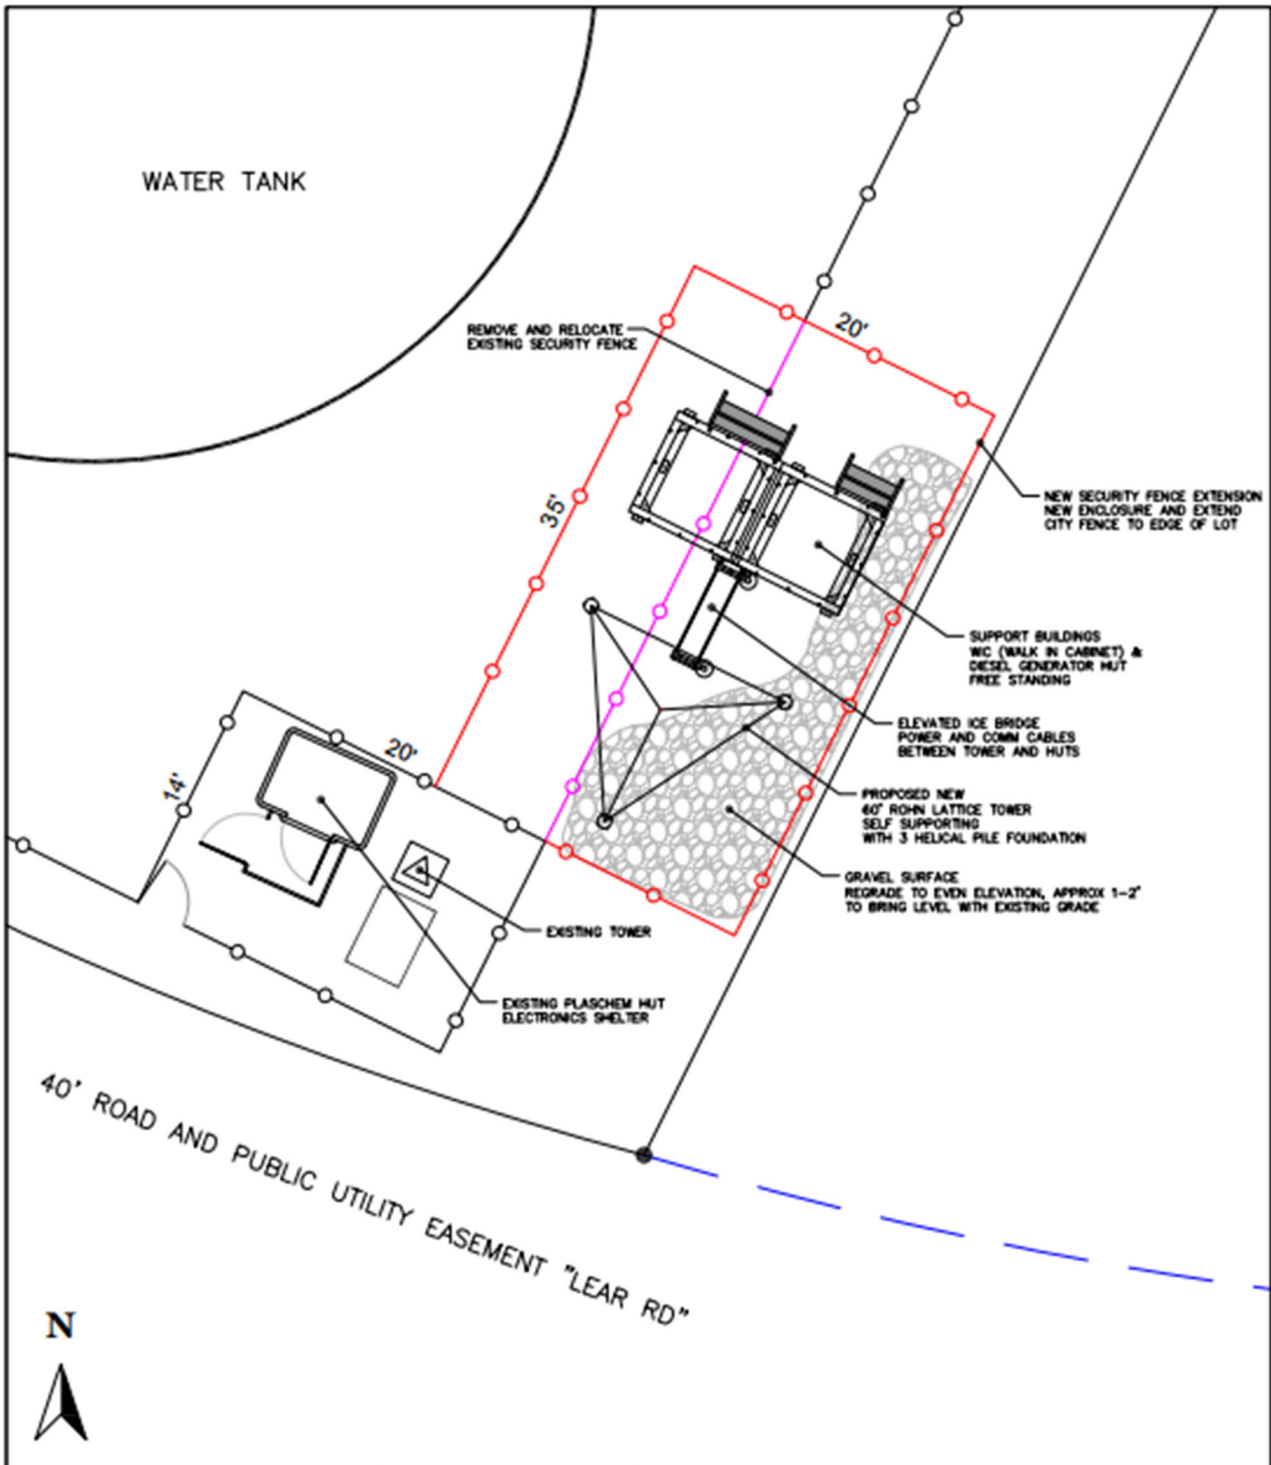 WATER TANK
20'
REMOVE AND RELOCATE
EXISTING SECURITY FENCE
35'
NEW SECURITY FENCE EXTENSION
NEW ENCLOSURE AND EXTEND
CITY FENCE TO EDGE OF LOT
SUPPORT BUILDINGS
WIC (WALK IN CABINET) &
DIESEL GENERATOR HUT
FREE STANDING
ELEVATED ICE BRIDGE
POWER AND COMM CABLES
BETWEEN TOWER AND HUTS
20'
14'
PROPOSED NEW
60' ROHN LATTICE TOWER
SELF SUPPORTING
WITH 3 HELICAL PILE FOUNDATION
GRAVEL SURFACE
REGRADE TO EVEN ELEVATION, APPROX 1-2'
TO BRING LEVEL WITH EXISTING GRADE
EXISTING TOWER
EXISTING PLASCHEM HUT
ELECTRONICS SHELTER
40' ROAD AND PUBLIC UTILITY EASEMENT "LEAR RD"
N